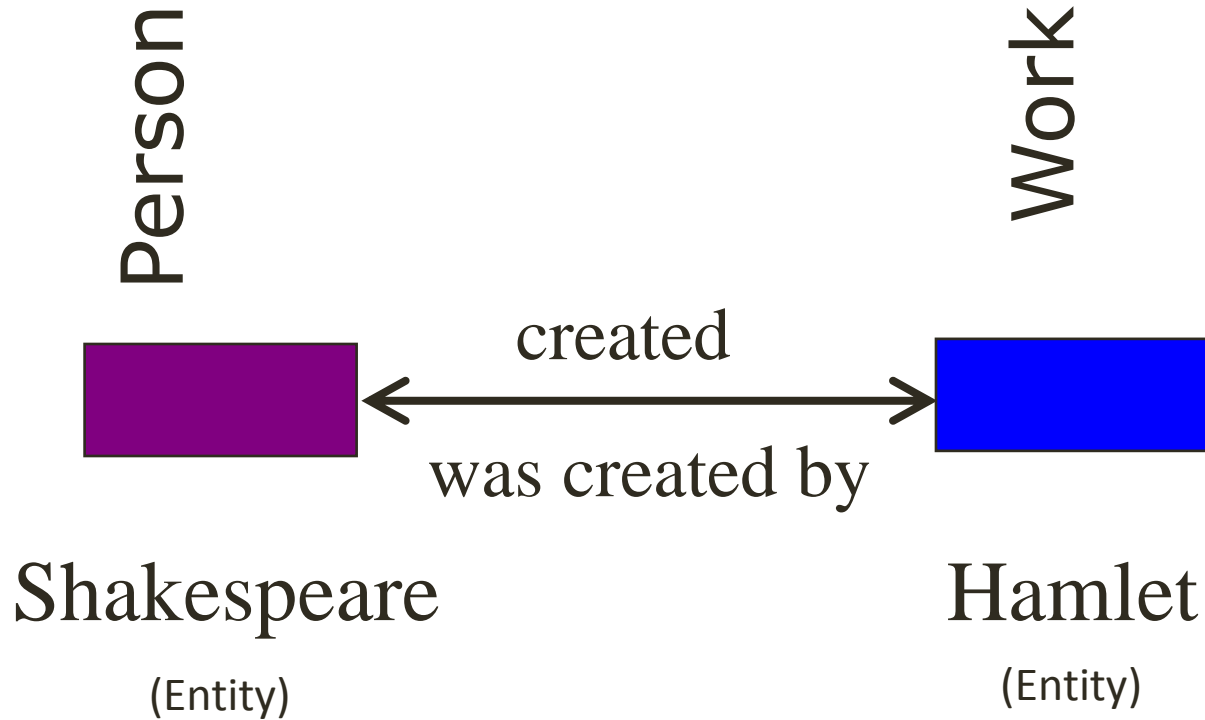 Person
Work
created
was created by
Shakespeare
Hamlet
(Entity)
(Entity)